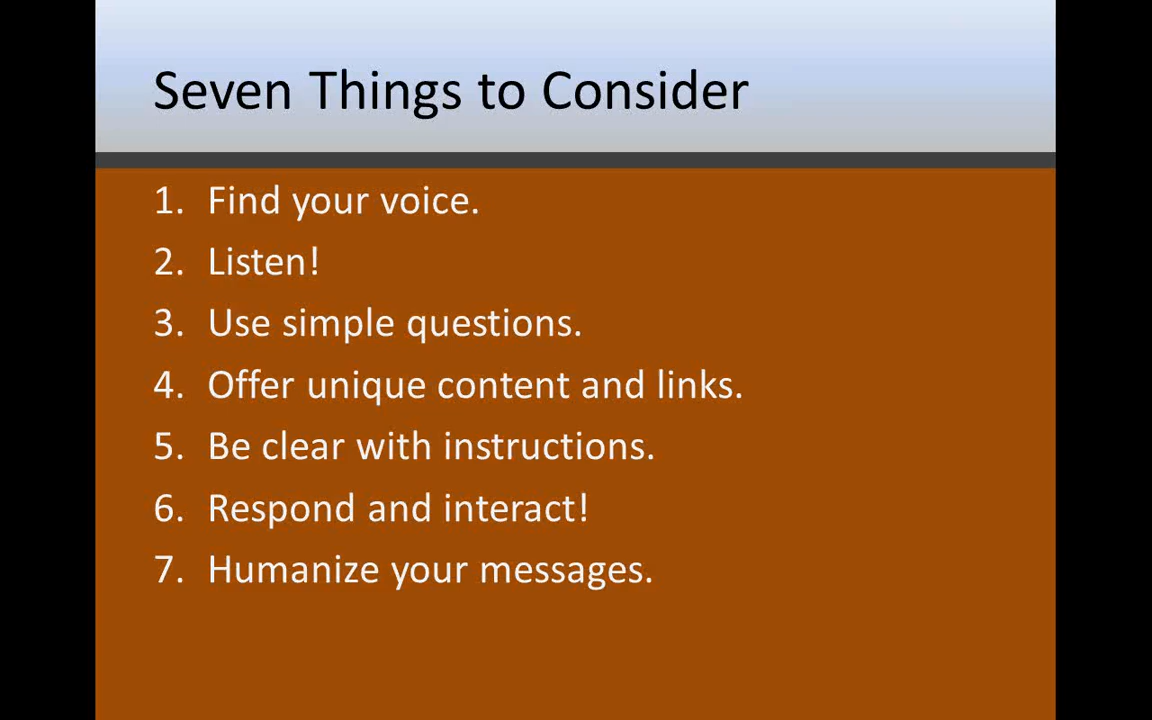 Seven Things to Consider
1. Find your voice.
2. Listen!
3. Use simple questions.
4. Offer unique content and links.
5. Be clear with instructions.
6. Respond and interact!
7. Humanize your messages.